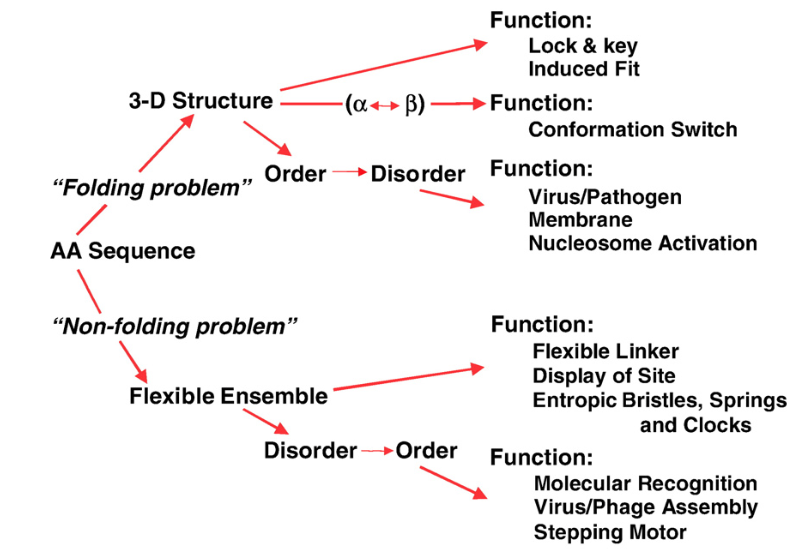 Function:
Lock & key
Induced Fit
3-D Structure
(α ↔ β)
Function:
Conformation Switch
Order → Disorder
Function:
Virus/Pathogen
Membrane
Nucleosome Activation
"Folding problem"
AA Sequence
"Non-folding problem"
Function:
Flexible Linker
Display of Site
Entropic Bristles, Springs
and Clocks
Flexible Ensemble
Disorder → Order
Function:
Molecular Recognition
Virus/Phage Assembly
Stepping Motor